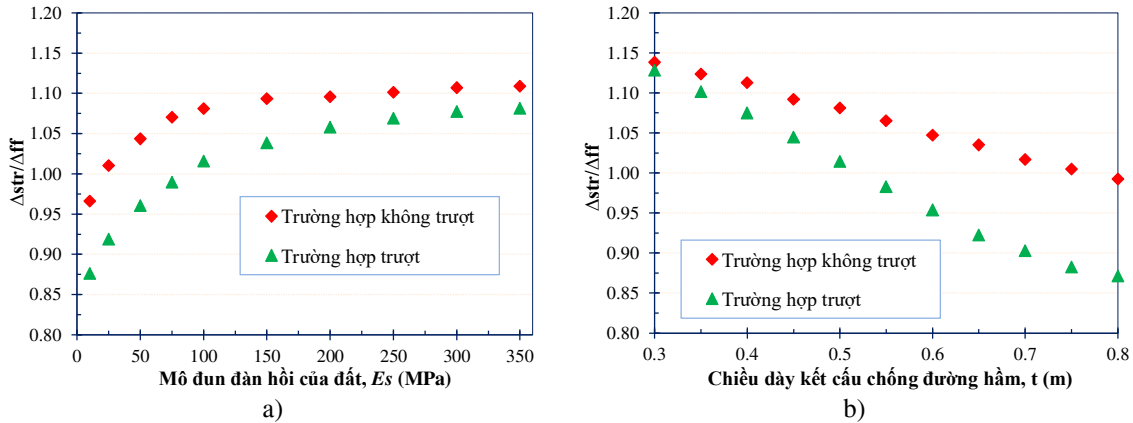 1.20
1.15
1.10
1.05
1.00
0.95
0.90
0.85
0.80
Δstr/Δff
Trường hợp không trượt
Trường hợp trượt
0 50 100 150 200 250 300 350
Mô đun đàn hồi của đất, Es (MPa)
a)
1.20
1.15
1.10
1.05
1.00
0.95
0.90
0.85
0.80
Δstr/Δff
Trường hợp không trượt
Trường hợp trượt
0.3 0.4 0.5 0.6 0.7 0.8
Chiều dày kết cấu chống đường hầm, t (m)
b)